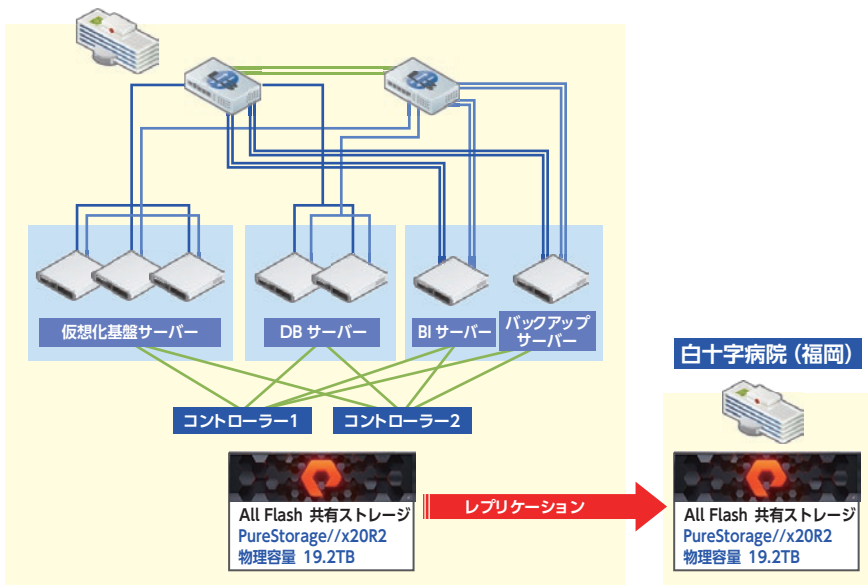 仮想化基盤サーバー
DB サーバー
BI サーバー
バックアップ
サーバー
白十字病院（福岡）
コントローラー1
コントローラー2
All Flash 共有ストレージ
PureStorage//x20R2
物理容量 19.2TB
レプリケーション
All Flash 共有ストレージ
PureStorage//x20R2
物理容量 19.2TB